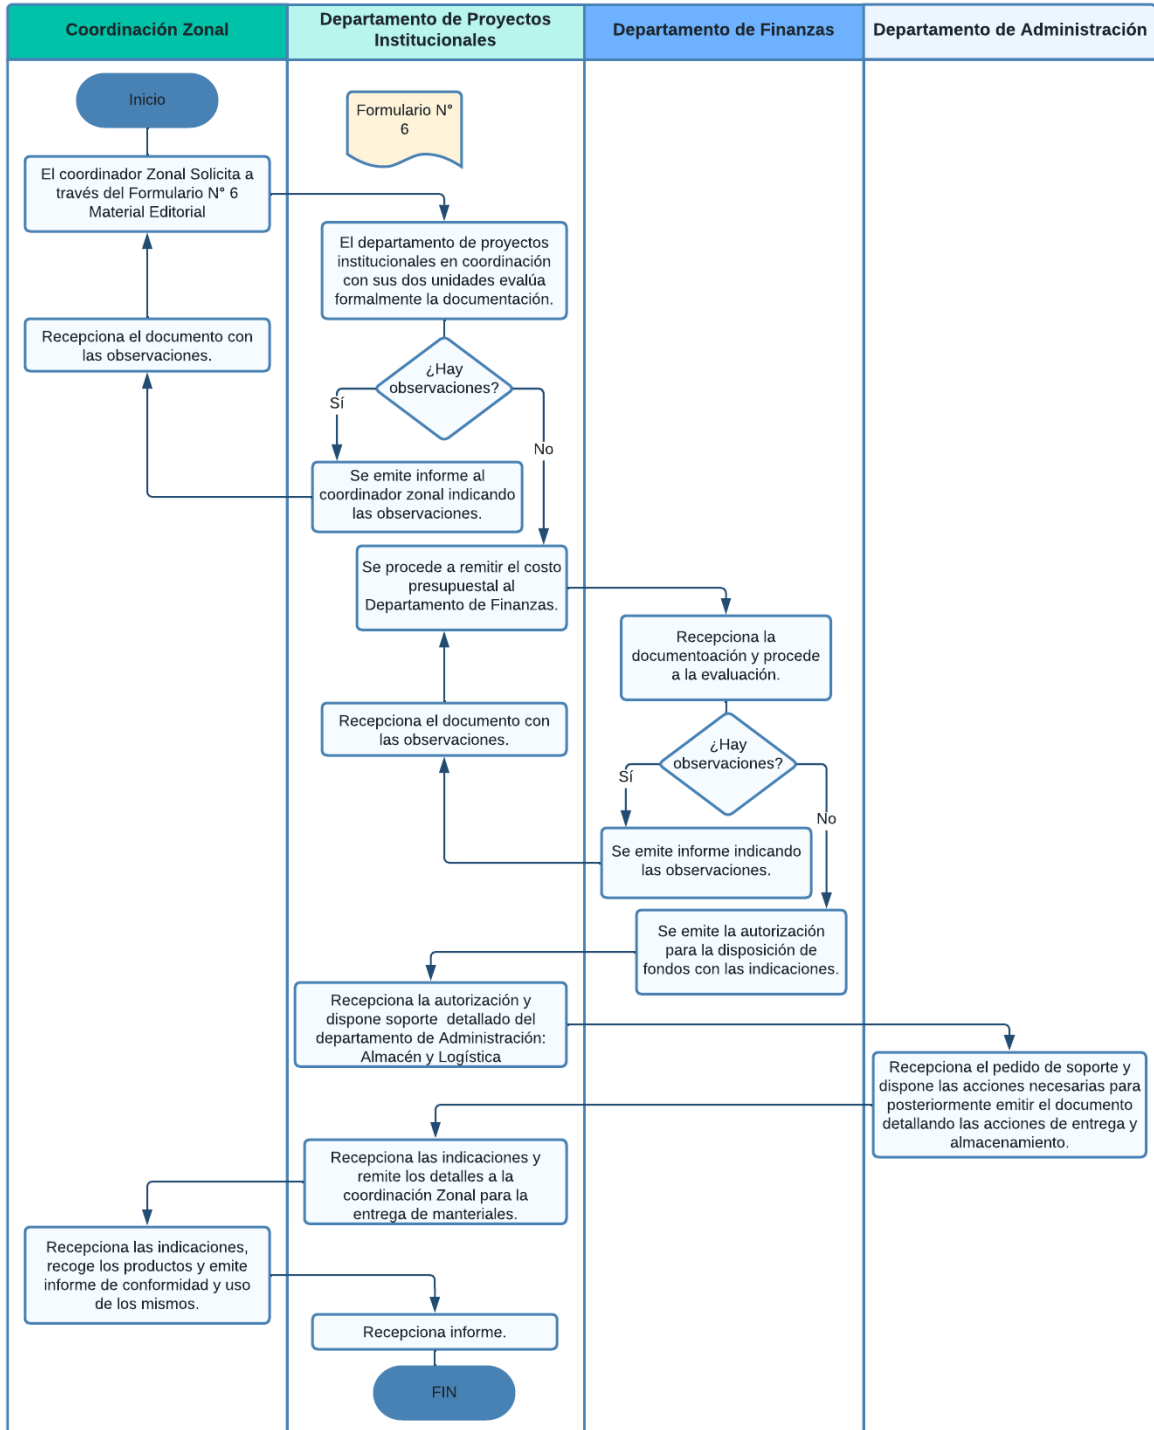 Coordinación Zonal
Departamento de Proyectos
Institucionales
Departamento de Finanzas
Departamento de Administración
Inicio
Formulario N°
6
El coordinador Zonal Solicita a
través del Formulario N° 6
Material Editorial
El departamento de proyectos
institucionales en coordinación
con sus dos unidades evalúa
formalmente la documentación.
Recepciona el documento con
las observaciones.
¿Hay
observaciones?
Sí
No
Se emite informe al
coordinador zonal indicando
las observaciones.
Se procede a remitir el costo
presupuestal al
Departamento de Finanzas.
Recepciona la
documentoación y procede
a la evaluación.
Recepciona el documento con
las observaciones.
¿Hay
observaciones?
Sí
No
Se emite informe indicando
las observaciones.
Se emite la autorización
para la disposición de
fondos con las indicaciones.
Recepciona la autorización y
dispone soporte  detallado del
departamento de Administración:
Almacén y Logística
Recepciona el pedido de soporte y
dispone las acciones necesarias para
posteriormente emitir el documento
detallando las acciones de entrega y
almacenamiento.
Recepciona las indicaciones y
remite los detalles a la
coordinación Zonal para la
entrega de manteriales.
Recepciona las indicaciones,
recoge los productos y emite
informe de conformidad y uso
de los mismos.
Recepciona informe.
FIN